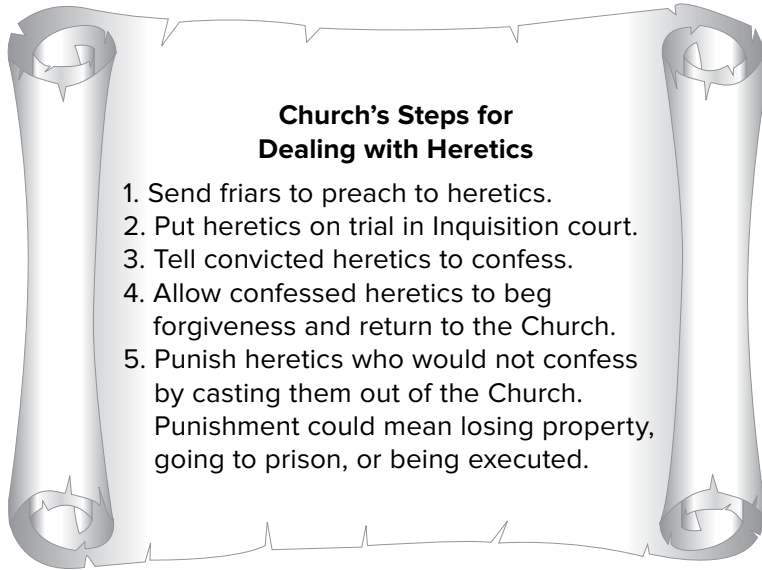 Church’s Steps for
Dealing with Heretics
1. Send friars to preach to heretics.
2. Put heretics on trial in Inquisition court.
3. Tell convicted heretics to confess.
4. Allow confessed heretics to beg
forgiveness and return to the Church.
5. Punish heretics who would not confess
by casting them out of the Church.
Punishment could mean losing property,
going to prison, or being executed.